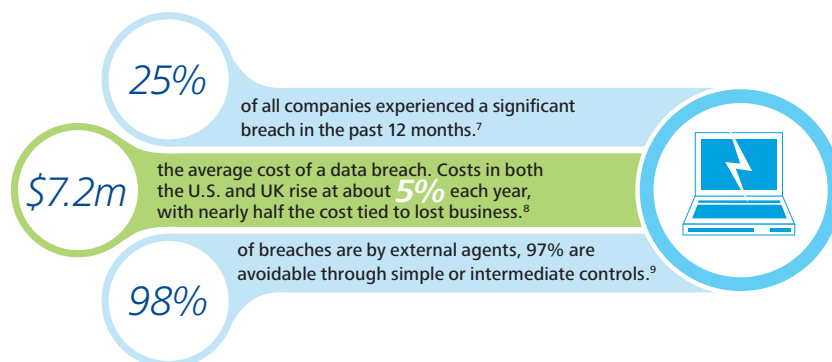 25%
of all companies experienced a significant
breach in the past 12 months.⁷
$7.2m
the average cost of a data breach. Costs in both
the U.S. and UK rise at about 5% each year,
with nearly half the cost tied to lost business.⁸
98%
of breaches are by external agents, 97% are
avoidable through simple or intermediate controls.⁹